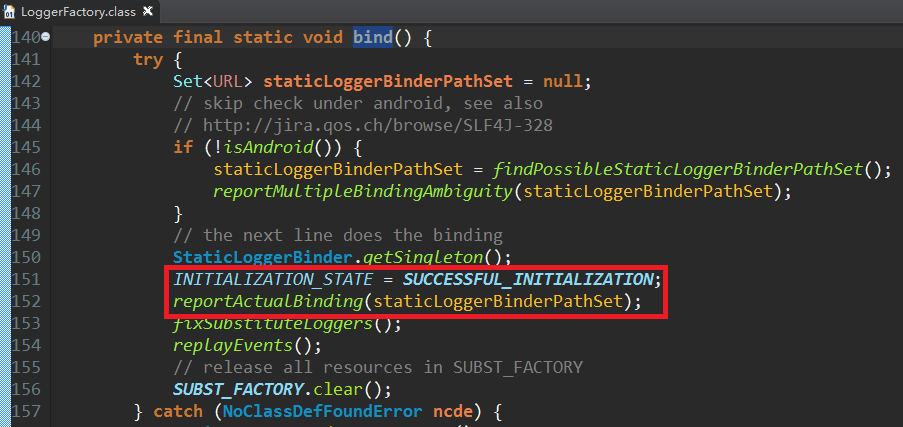 LoggerFactory.class
140 private final static void bind() {
141 try {
142 Set<URL> staticLoggerBinderPathSet = null;
143 // skip check under android, see also
144 // http://jira.qos.ch/browse/SLF4J-328
145 if (!isAndroid()) {
146 staticLoggerBinderPathSet = findPossibleStaticLoggerBinderPathSet();
147 reportMultipleBindingAmbiguity(staticLoggerBinderPathSet);
148 }
149 // the next line does the binding
150 StaticLoggerBinder.getSingleton();
151 INITIALIZATION_STATE = SUCCESSFUL_INITIALIZATION;
152 reportActualBinding(staticLoggerBinderPathSet);
153 fixSubstituteLoggers();
154 replayEvents();
155 // release all resources in SUBST_FACTORY
156 SUBST_FACTORY.clear();
157 } catch (NoClassDefFoundError ncde) {